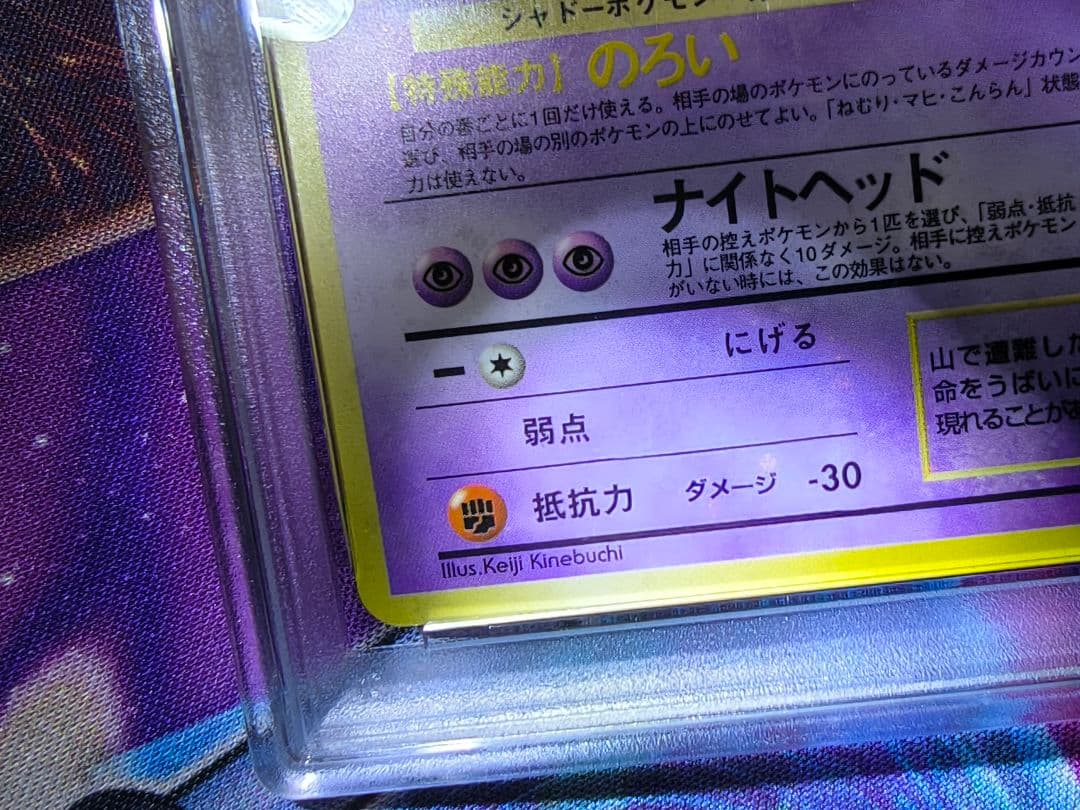 シャドーポケモン
【特殊能力】 のろい
自分の番ごとに1回だけ使える。相手の場のポケモンにのっているダメージカウン
選び、相手の場の別のポケモンの上にのせてよい。「ねむり・マヒ・こんらん」状態
力は使えない。
ナイトヘッド
相手の控えポケモンから1匹を選び、「弱点・抵抗
力」に関係なく10ダメージ。相手に控えポケモン
がいない時には、この効果はない。
ー にげる
弱点
抵抗力 ダメージ -30
Illus.Keiji Kinebuchi
山で遭難した
命をうばいに
現れることが